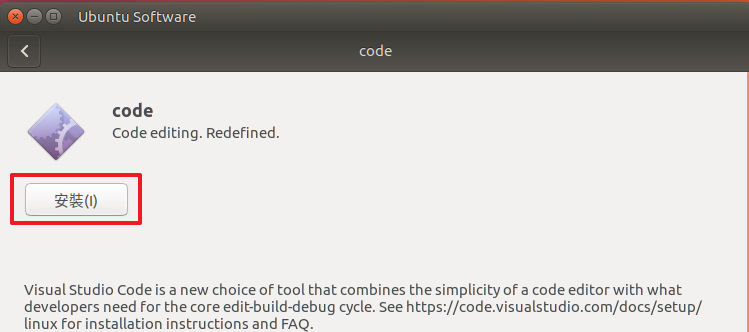 Ubuntu Software
code
code
Code editing. Redefined.
安裝(I)
Visual Studio Code is a new choice of tool that combines the simplicity of a code editor with what
developers need for the core edit-build-debug cycle. See https://code.visualstudio.com/docs/setup/
linux for installation instructions and FAQ.